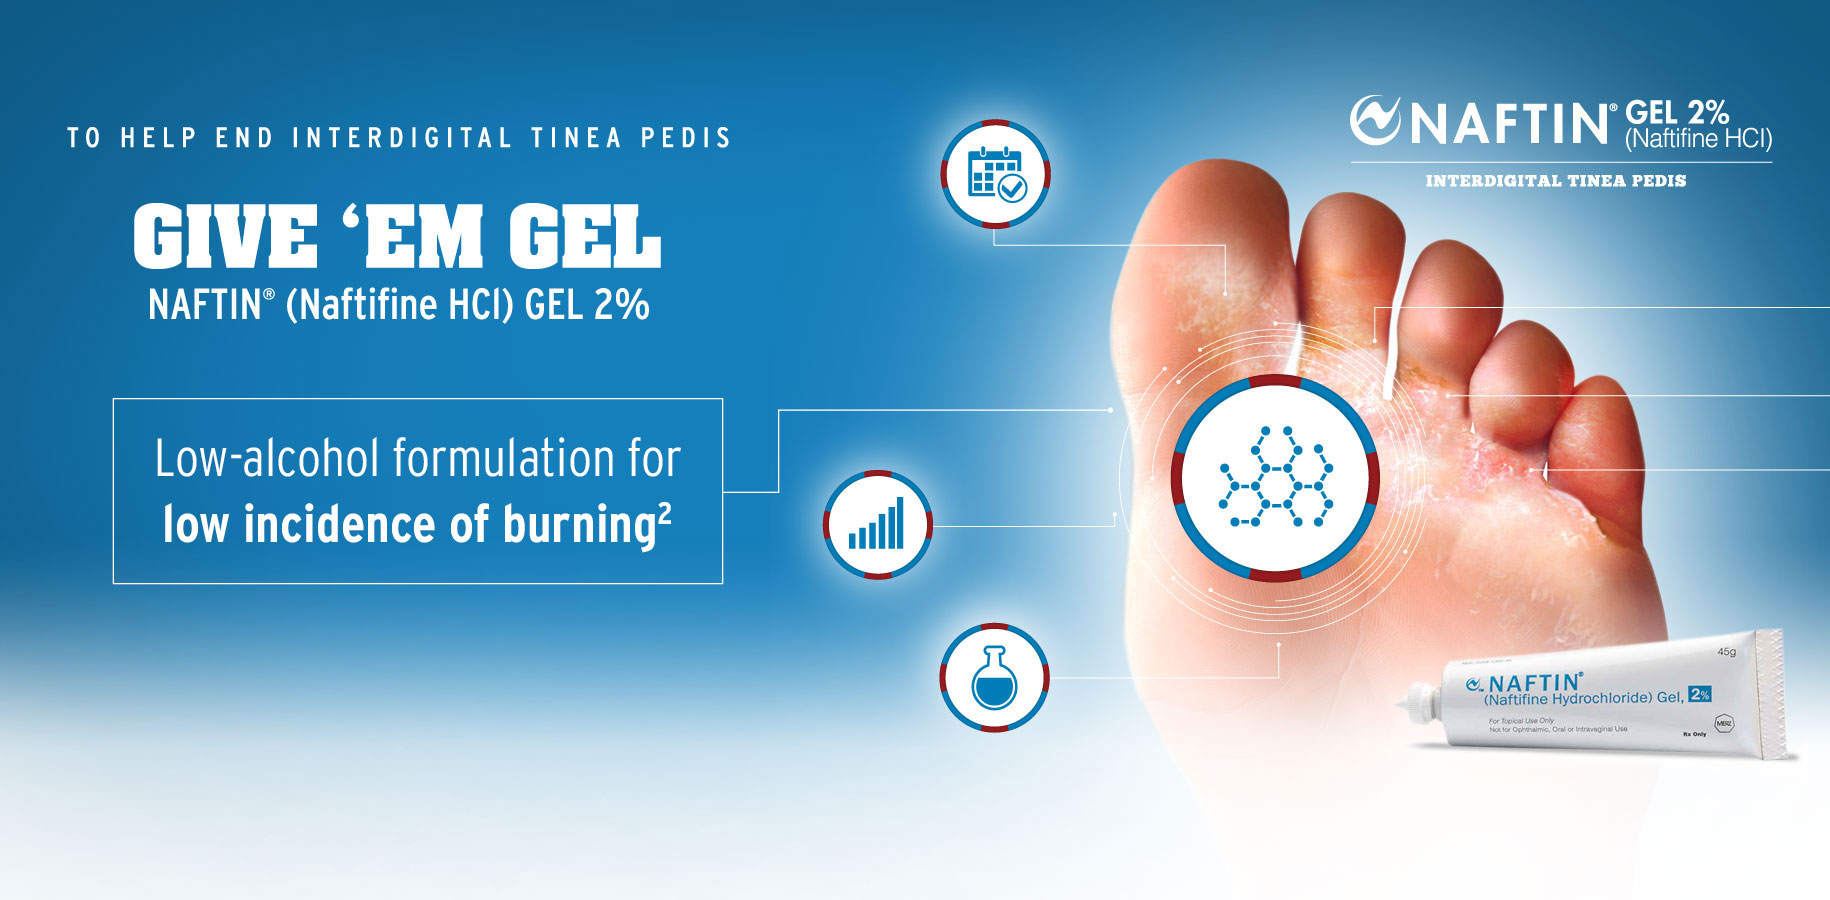 TO HELP END INTERDIGITAL TINEA PEDIS
GIVE ‘EM GEL
NAFTIN® (Naftifine HCl) GEL 2%
Low-alcohol formulation for
low incidence of burning²
NAFTIN® GEL 2%
(Naftifine HCl)
INTERDIGITAL TINEA PEDIS
45g
NAFTIN®
(Naftifine Hydrochloride) Gel, 2%
For Topical Use Only
Not for Ophthalmic, Oral or Intravaginal Use
MERZ
Rx Only